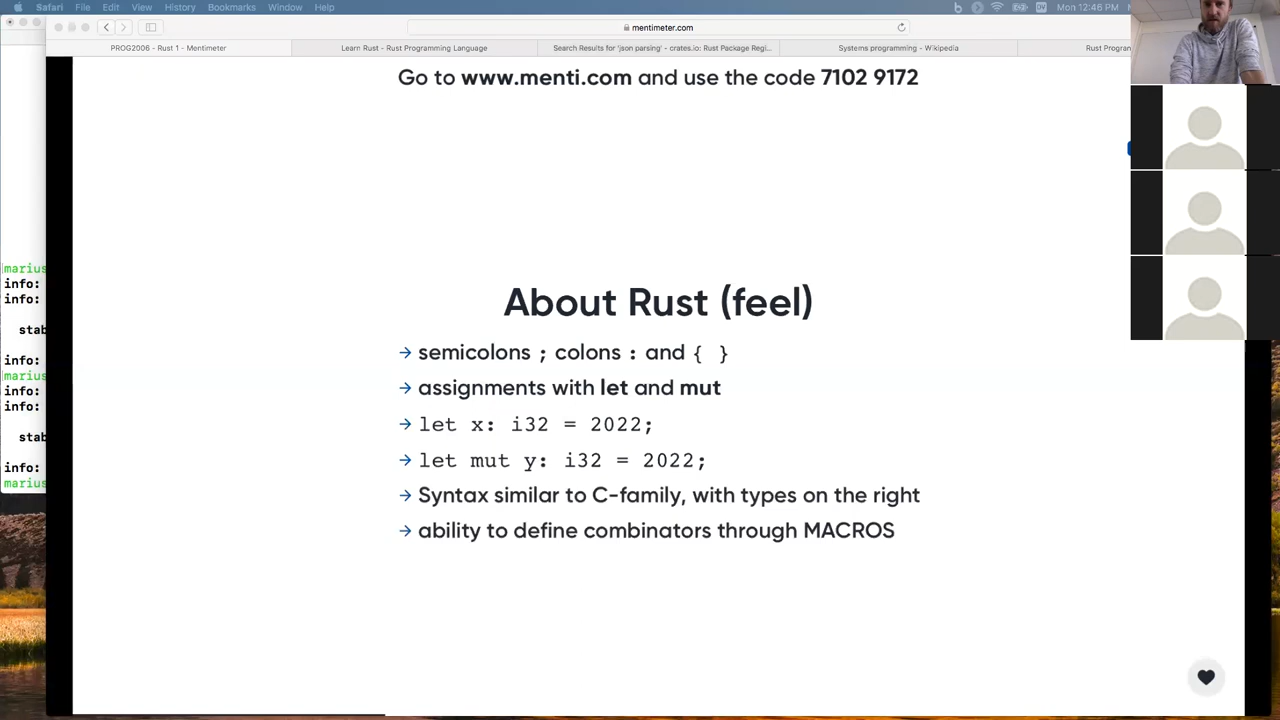 Safari File Edit View History Bookmarks Window Help
Mon 12:46 PM
mentimeter.com
PROG2006 - Rust 1 - Mentimeter
Learn Rust - Rust Programming Language
Search Results for 'json parsing' - crates.io: Rust Package Regi...
Systems programming - Wikipedia
Rust Program
Go to www.menti.com and use the code 7102 9172
About Rust (feel)
→ semicolons ; colons : and { }
→ assignments with let and mut
→ let x: i32 = 2022;
→ let mut y: i32 = 2022;
→ Syntax similar to C-family, with types on the right
→ ability to define combinators through MACROS
marius
info:
info:
stab
info:
marius
info:
info:
stab
info:
marius